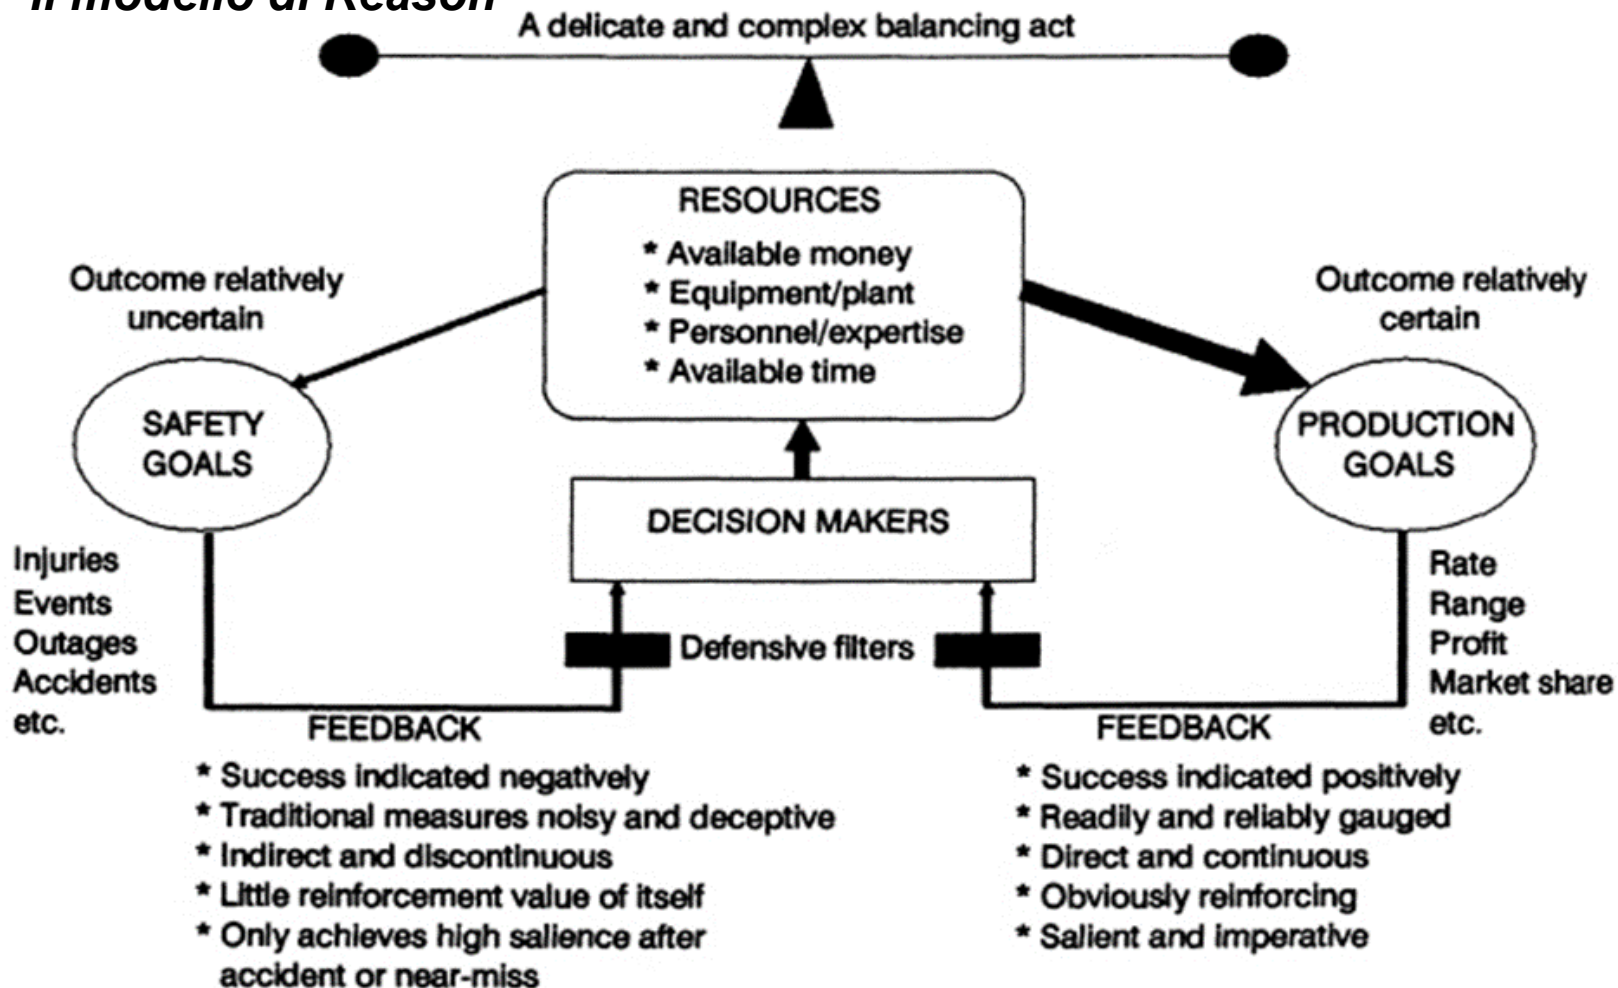 Il modello di Reason
A delicate and complex balancing act
RESOURCES
* Available money
* Equipment/plant
* Personnel/expertise
* Available time
Outcome relatively
uncertain
Outcome relatively
certain
SAFETY
GOALS
PRODUCTION
GOALS
DECISION MAKERS
Injuries
Events
Outages
Accidents
etc.
Defensive filters
Rate
Range
Profit
Market share
etc.
FEEDBACK
* Success indicated negatively
* Traditional measures noisy and deceptive
* Indirect and discontinuous
* Little reinforcement value of itself
* Only achieves high salience after
accident or near-miss
FEEDBACK
* Success indicated positively
* Readily and reliably gauged
* Direct and continuous
* Obviously reinforcing
* Salient and imperative